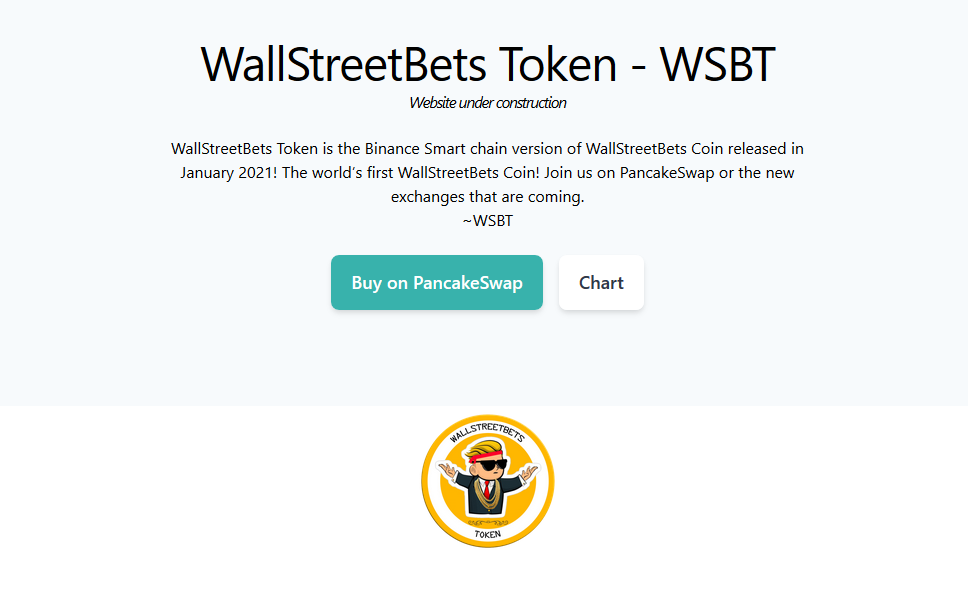 WallStreetBets Token - WSBT
Website under construction
WallStreetBets Token is the Binance Smart chain version of WallStreetBets Coin released in
January 2021! The world's first WallStreetBets Coin! Join us on PancakeSwap or the new
exchanges that are coming.
~WSBT
Buy on PancakeSwap
Chart
WALLSTREETBETS
TOKEN